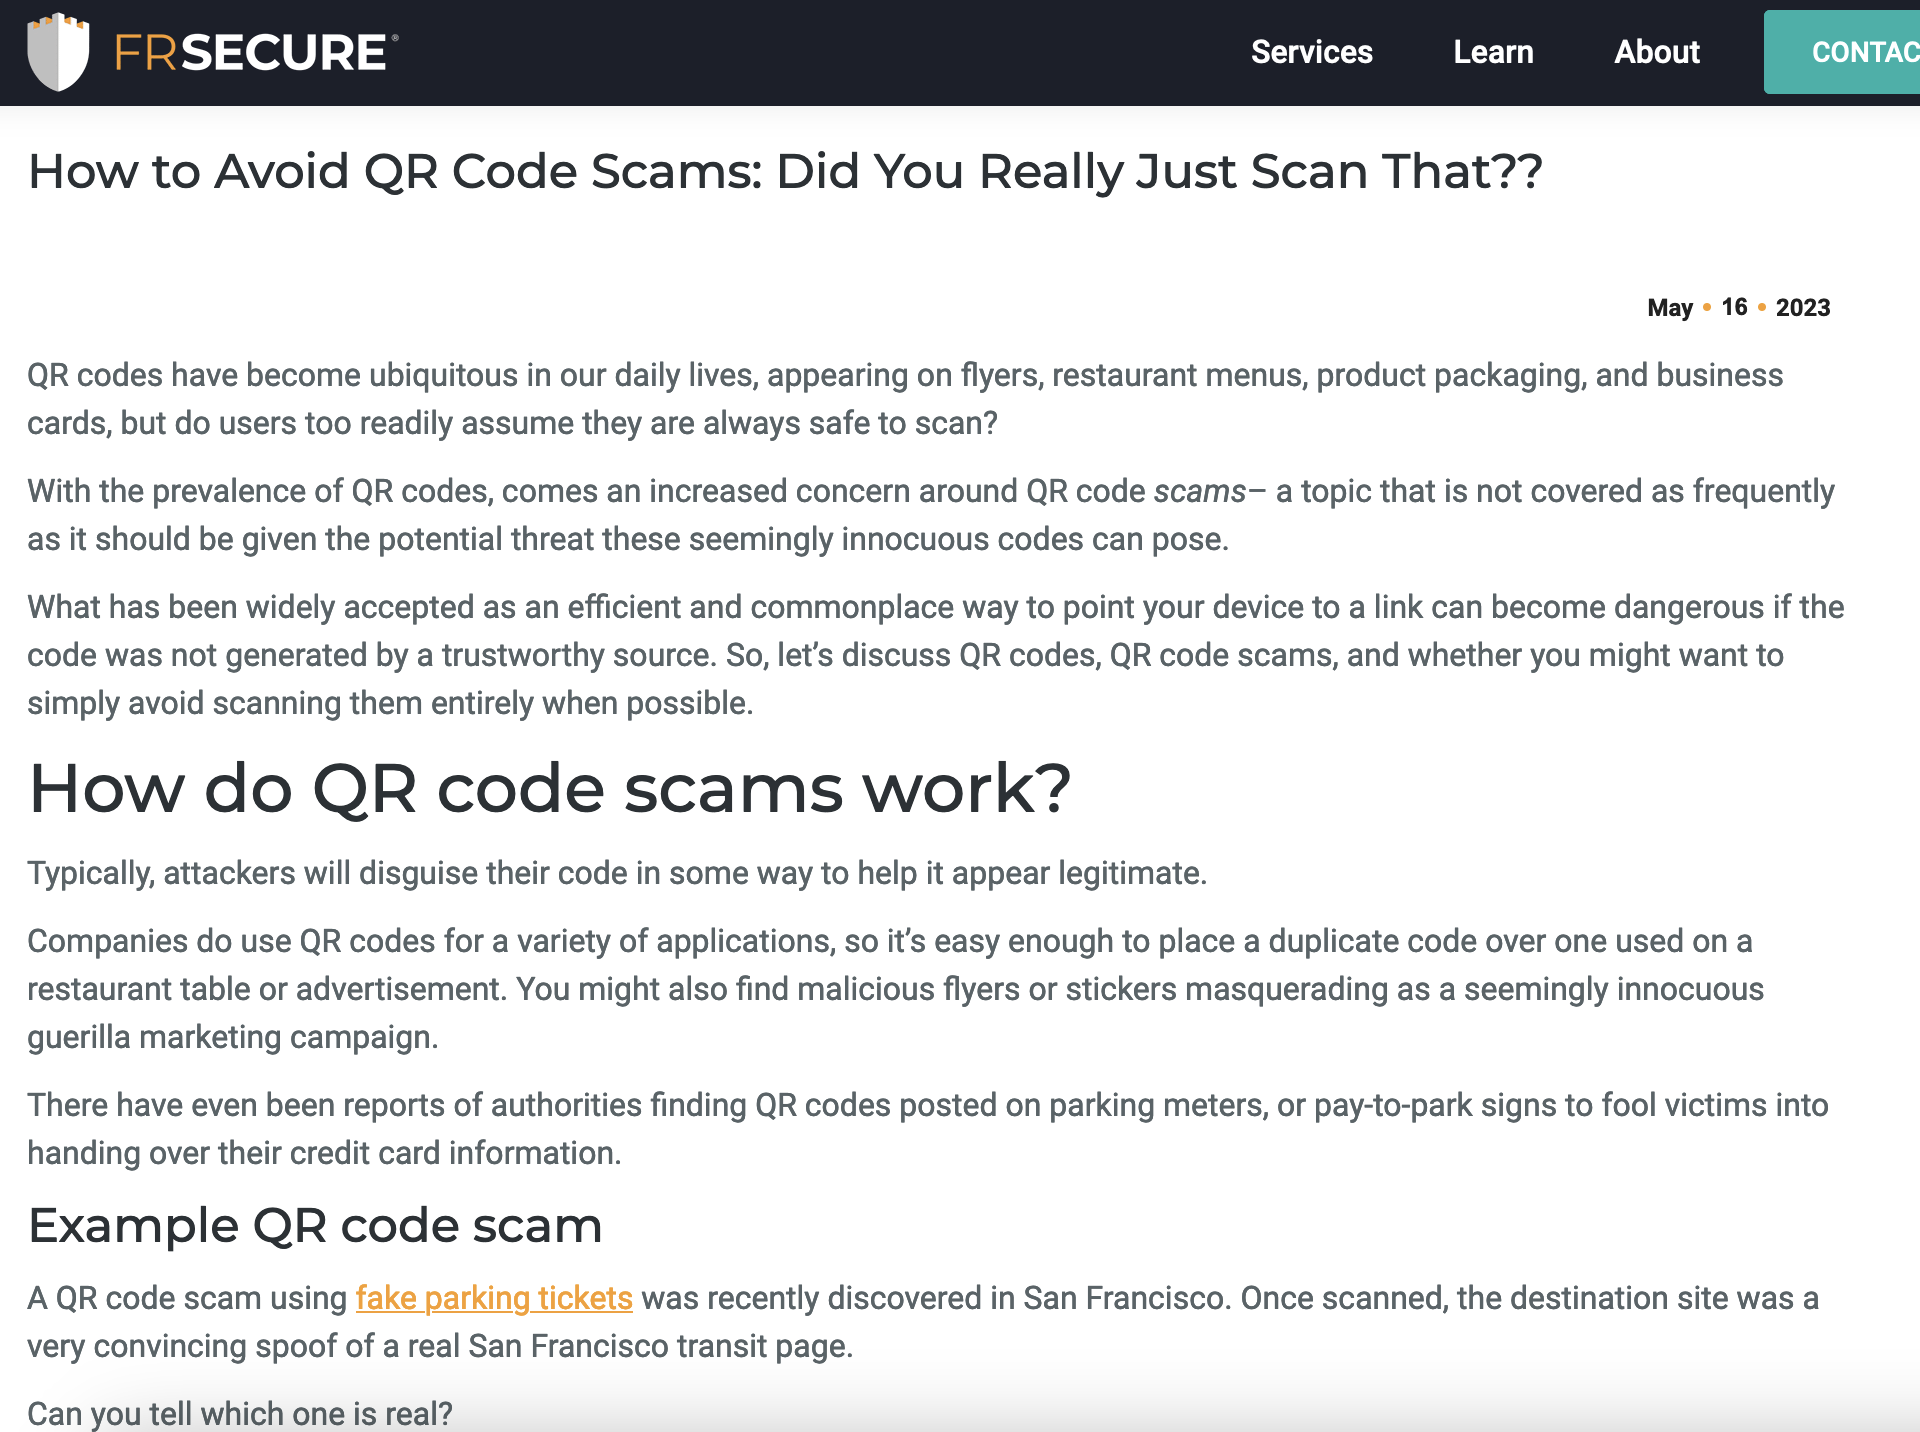 FRSECURE®
Services Learn About CONTAC
How to Avoid QR Code Scams: Did You Really Just Scan That??
May • 16 • 2023
QR codes have become ubiquitous in our daily lives, appearing on flyers, restaurant menus, product packaging, and business
cards, but do users too readily assume they are always safe to scan?
With the prevalence of QR codes, comes an increased concern around QR code scams– a topic that is not covered as frequently
as it should be given the potential threat these seemingly innocuous codes can pose.
What has been widely accepted as an efficient and commonplace way to point your device to a link can become dangerous if the
code was not generated by a trustworthy source. So, let’s discuss QR codes, QR code scams, and whether you might want to
simply avoid scanning them entirely when possible.
How do QR code scams work?
Typically, attackers will disguise their code in some way to help it appear legitimate.
Companies do use QR codes for a variety of applications, so it’s easy enough to place a duplicate code over one used on a
restaurant table or advertisement. You might also find malicious flyers or stickers masquerading as a seemingly innocuous
guerilla marketing campaign.
There have even been reports of authorities finding QR codes posted on parking meters, or pay-to-park signs to fool victims into
handing over their credit card information.
Example QR code scam
A QR code scam using fake parking tickets was recently discovered in San Francisco. Once scanned, the destination site was a
very convincing spoof of a real San Francisco transit page.
Can you tell which one is real?